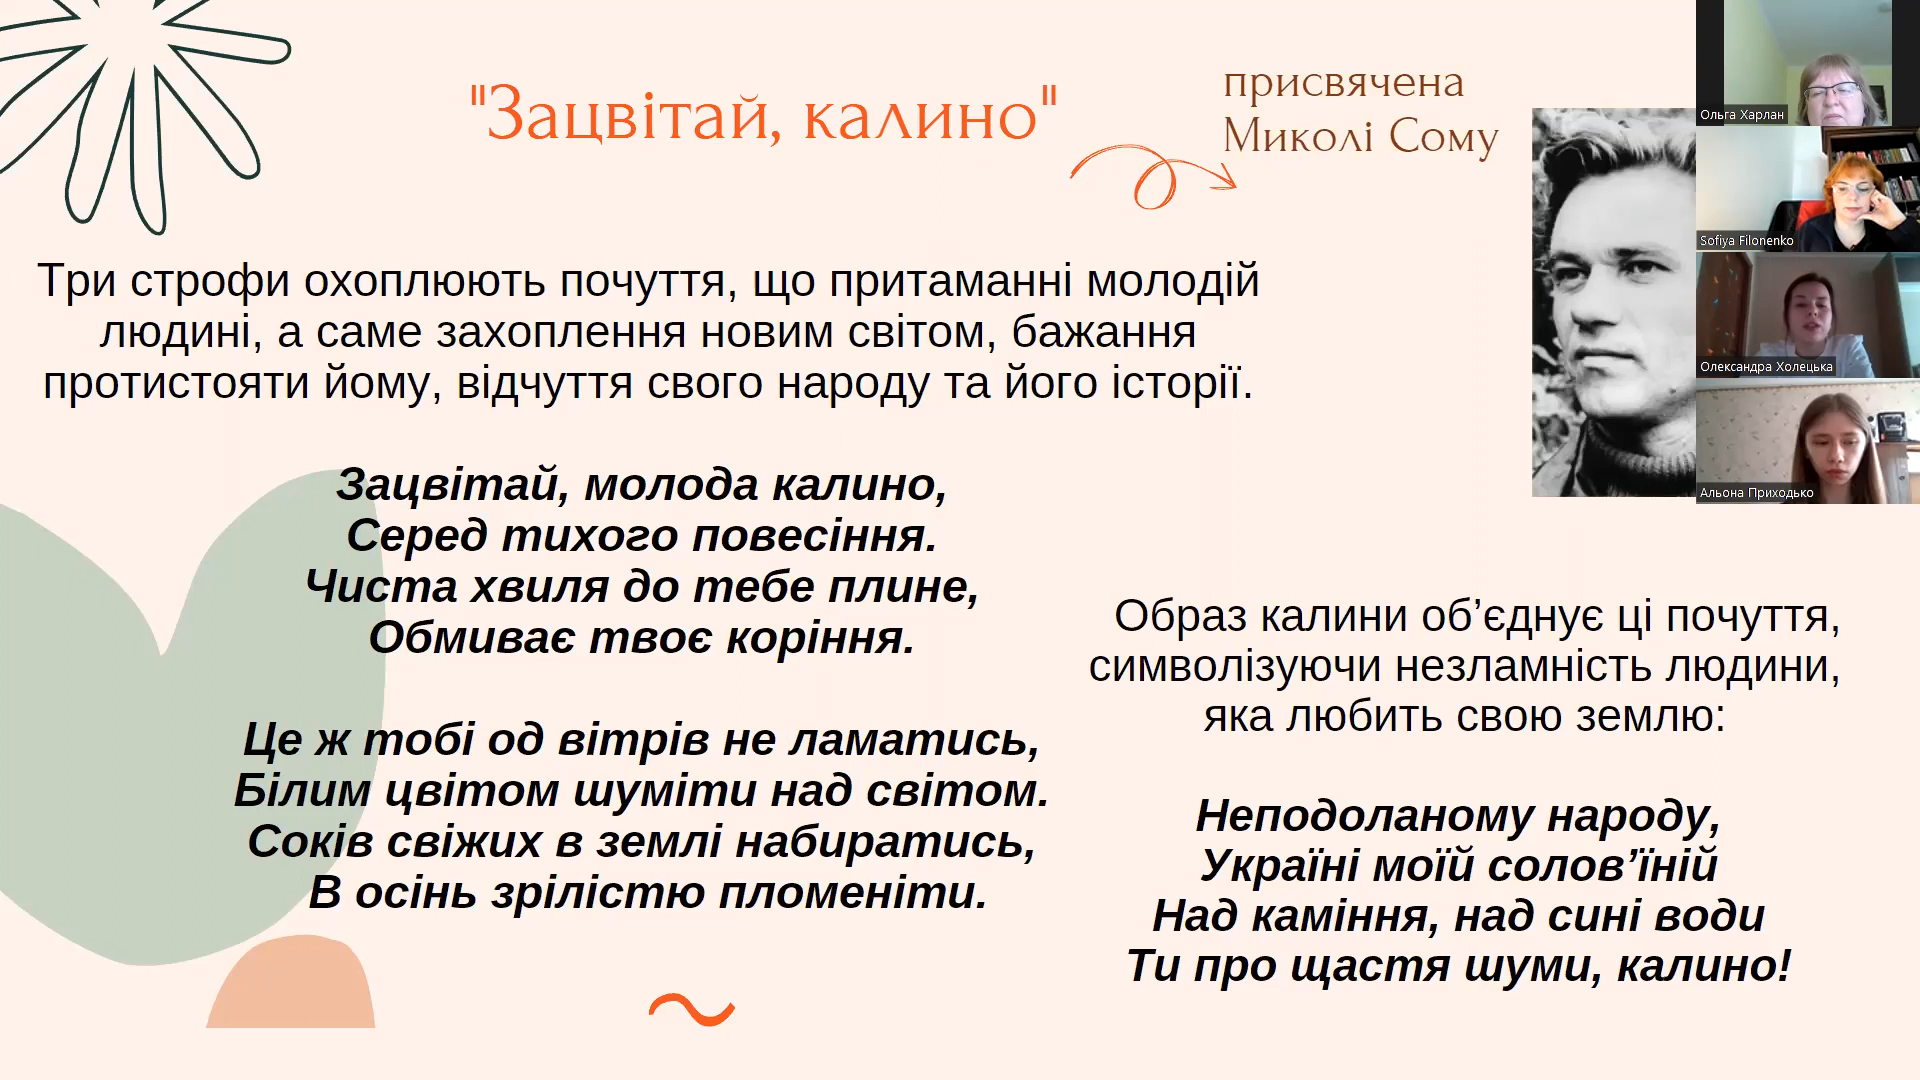 "Зацвітай, калино"
присвячена
Миколі Сому
Три строфи охоплюють почуття, що притаманні молодій
людині, а саме захоплення новим світом, бажання
протистояти йому, відчуття свого народу та його історії.
Зацвітай, молода калино,
Серед тихого повесіння.
Чиста хвиля до тебе плине,
Обмиває твоє коріння.
Це ж тобі од вітрів не ламатись,
Білим цвітом шуміти над світом.
Соків свіжих в землі набиратись,
В осінь зрілістю пломеніти.
Образ калини об’єднує ці почуття,
символізуючи незламність людини,
яка любить свою землю:
Неподоланому народу,
Україні моїй солов’їній
Над каміння, над сині води
Ти про щастя шуми, калино!
Ольга Харлан
Sofiya Filonenko
Олександра Холецька
Альона Приходько